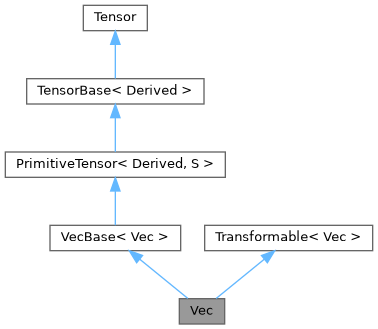 Tensor
TensorBase< Derived >
PrimitiveTensor< Derived, S >
VecBase< Vec >
Transformable< Vec >
Vec